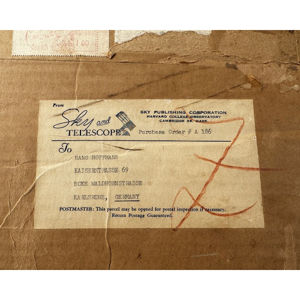 From
Sky and
TELESCOPE
SKY PUBLISHING CORPORATION
HARVARD COLLEGE OBSERVATORY
CAMBRIDGE 38, MASS.
Purchase Order # A 186
To
HANS HOFFMANN
KAISERSTRASSE 69
ECKE WALDHORNSTRASSE
KARLSRUHE, GERMANY
POSTMASTER: This parcel may be opened for postal inspection if necessary.
Return Postage Guaranteed.